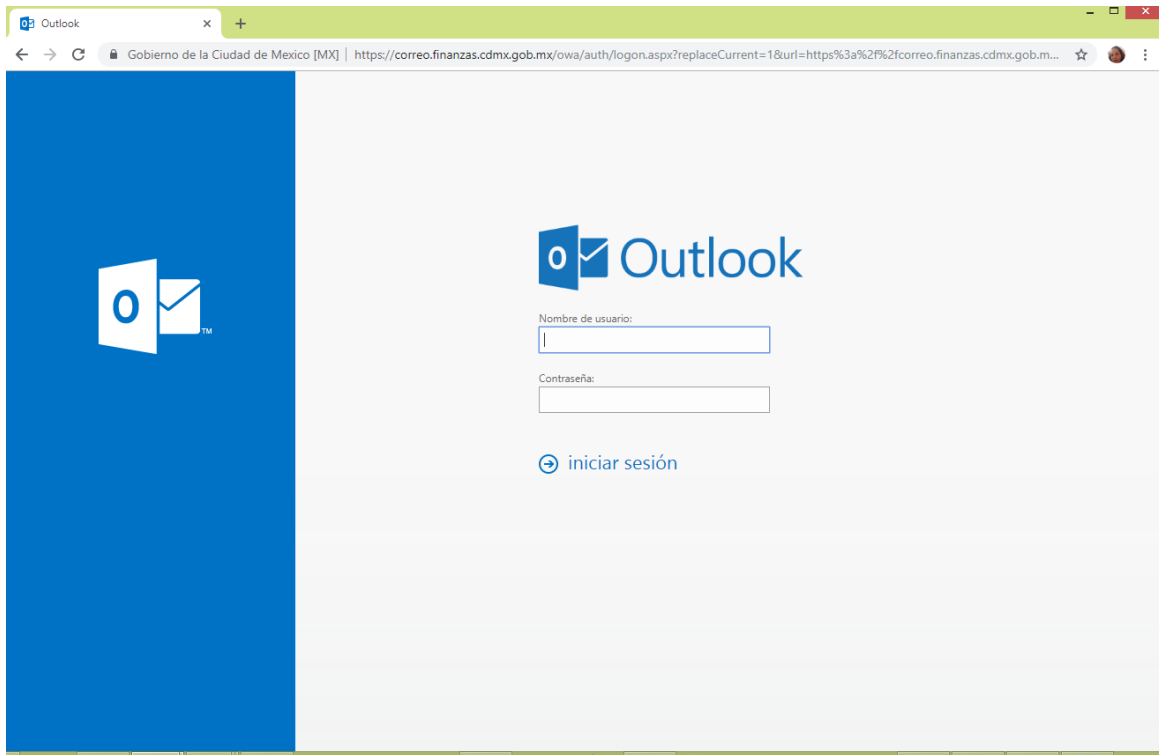 Outlook
Gobierno de la Ciudad de Mexico [MX] | https://correo.finanzas.cdmx.gob.mx/owa/auth/logon.aspx?replaceCurrent=1&url=https%3a%2f%2fcorreo.finanzas.cdmx.gob.m...
O
TM
O Outlook
Nombre de usuario:
Contraseña:
iniciar sesión